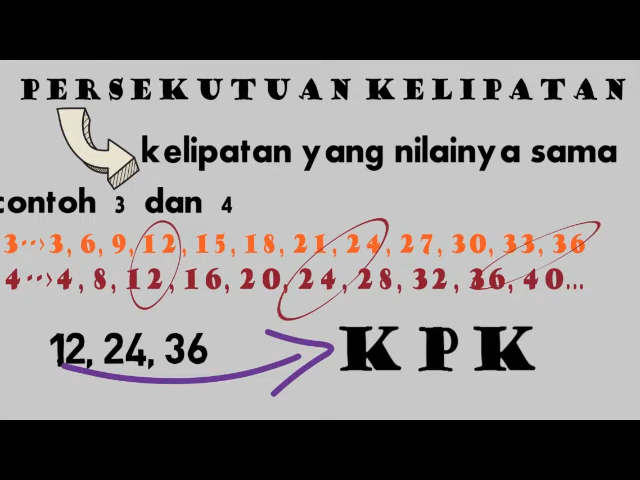 PERSEKUTUAN KELIPATAN
kelipatan yang nilainya sama
contoh 3 dan 4
3-->3, 6, 9, 12, 15, 18, 21, 24, 27, 30, 33, 36
4-->4, 8, 12, 16, 20, 24, 28, 32, 36, 40...
12, 24, 36
KPK